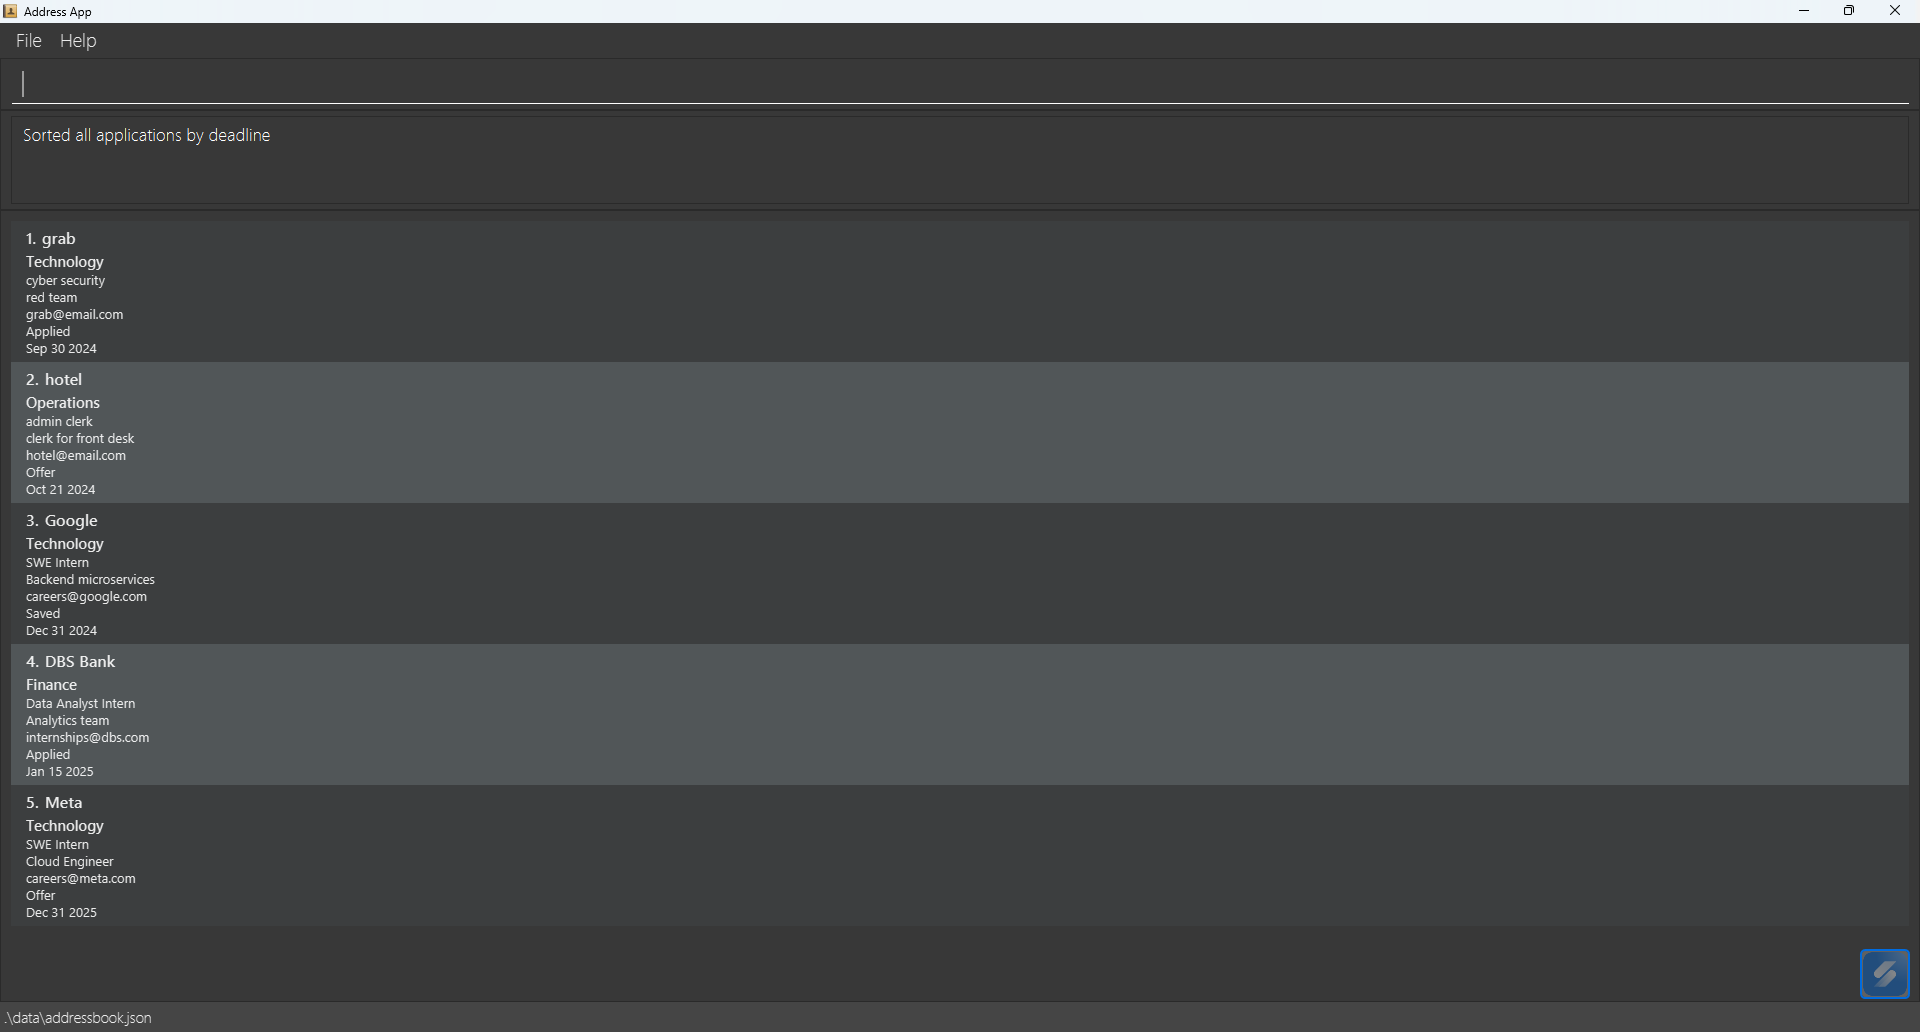 Address App
File Help
Sorted all applications by deadline
1. grab
Technology
cyber security
red team
grab@email.com
Applied
Sep 30 2024
2. hotel
Operations
admin clerk
clerk for front desk
hotel@email.com
Offer
Oct 21 2024
3. Google
Technology
SWE Intern
Backend microservices
careers@google.com
Saved
Dec 31 2024
4. DBS Bank
Finance
Data Analyst Intern
Analytics team
internships@dbs.com
Applied
Jan 15 2025
5. Meta
Technology
SWE Intern
Cloud Engineer
careers@meta.com
Offer
Dec 31 2025
.\data\addressbook.json